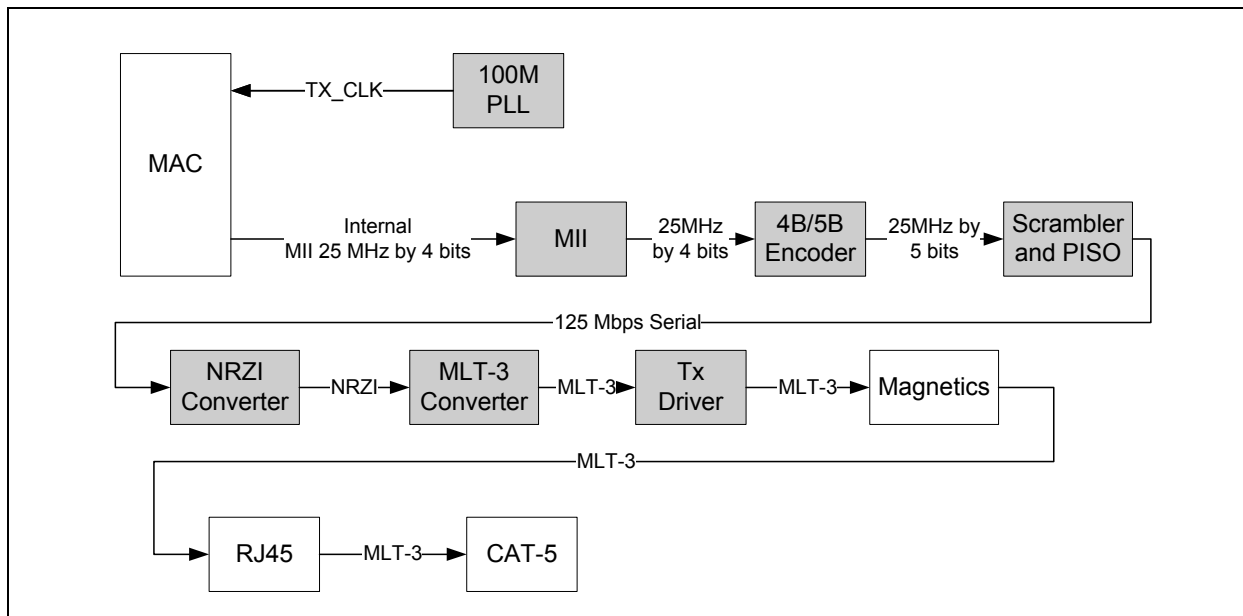 100M
PLL
TX_CLK
MAC
Internal
MII 25 MHz by 4 bits
MII
25MHz
by 4 bits
4B/5B
Encoder
25MHz by
5 bits
Scrambler
and PISO
125 Mbps Serial
NRZI
Converter
NRZI
MLT-3
Converter
MLT-3
Tx
Driver
MLT-3
Magnetics
MLT-3
RJ45
MLT-3
CAT-5